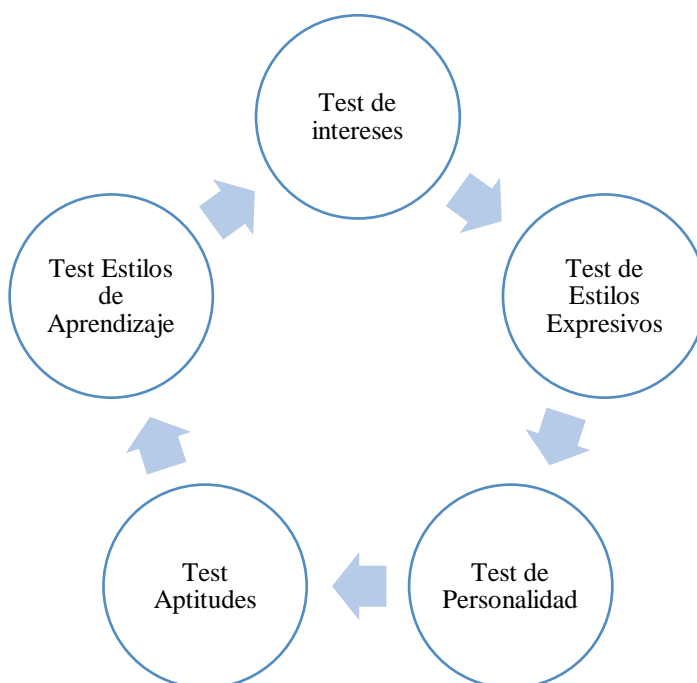 Test de
intereses
Test de
Estilos
Expresivos
Test de
Personalidad
Test
Aptitudes
Test Estilos
de
Aprendizaje